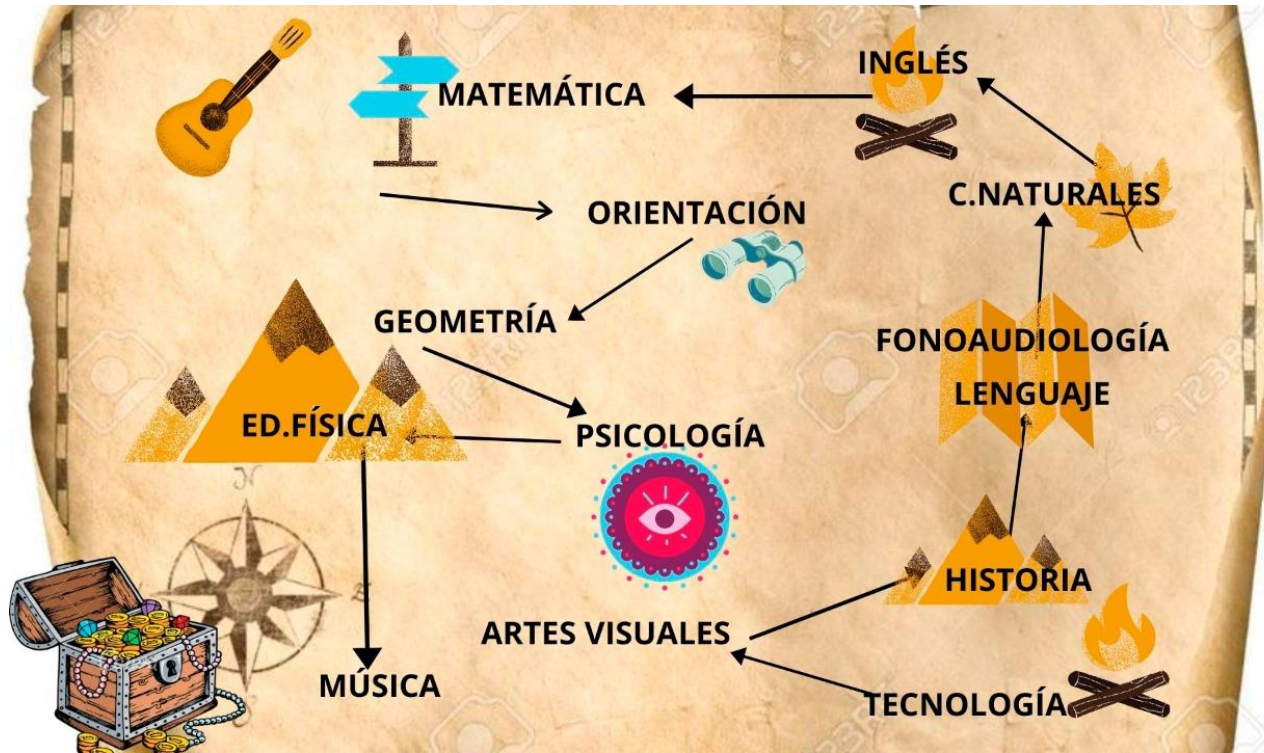 INGLÉS
MATEMÁTICA
C.NATURALES
ORIENTACIÓN
GEOMETRÍA
FONOAUDIOLOGÍA
LENGUAJE
ED.FÍSICA
PSICOLOGÍA
HISTORIA
ARTES VISUALES
MÚSICA
TECNOLOGÍA